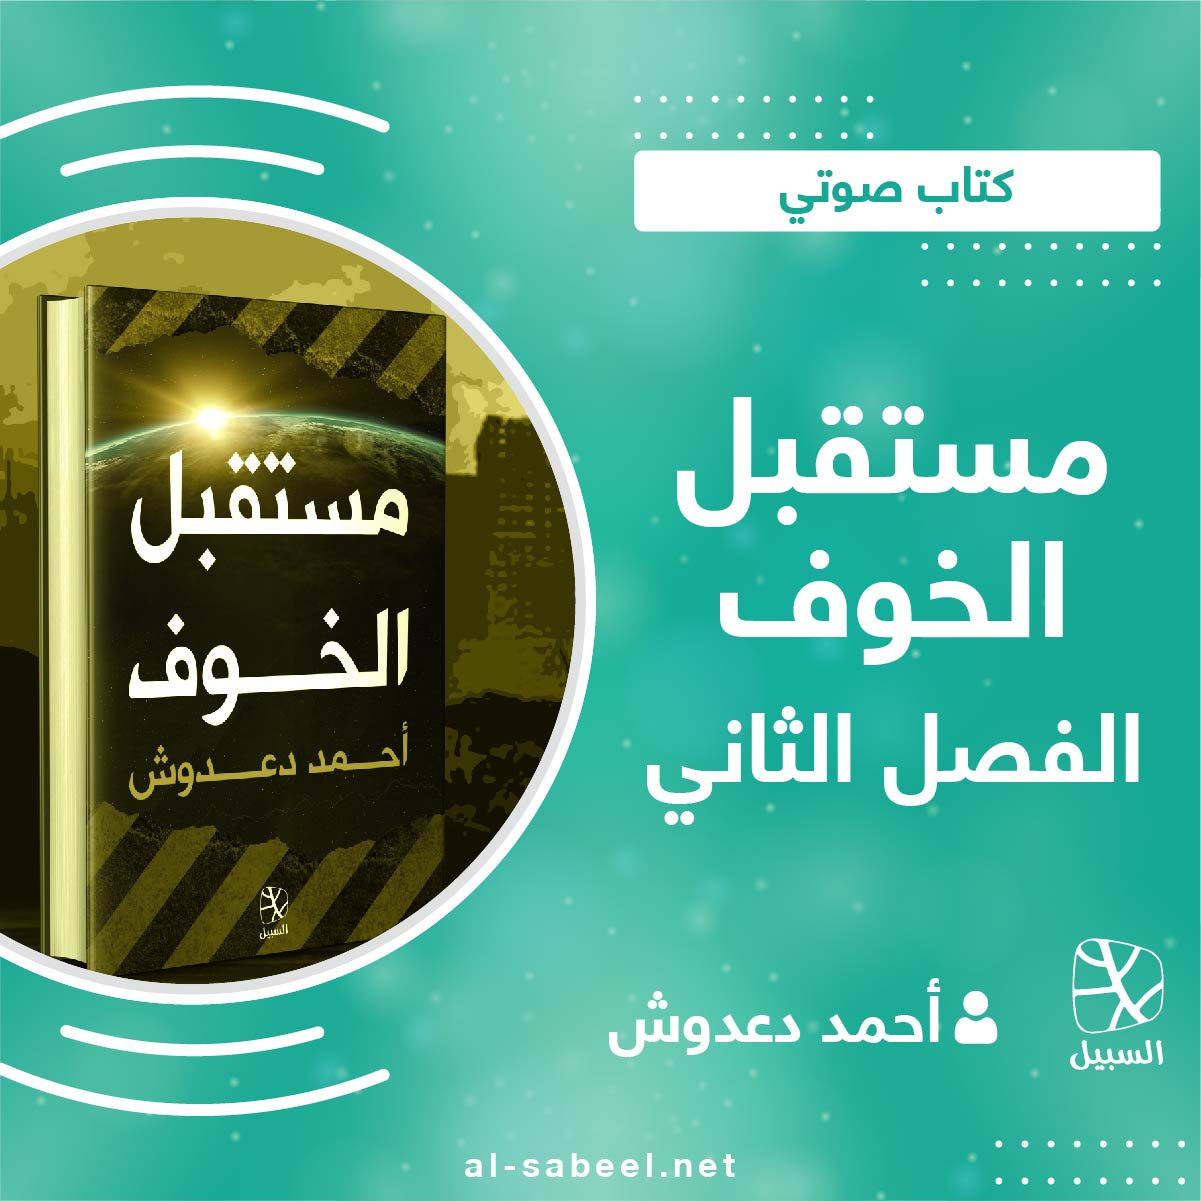 كتاب صوتي
مستقبل
الخوف
الفصل الثاني
أحمد دعدوش
السبيل
مستقبل
الخوف
أحمد دعدوش
السبيل
al-sabeel.net